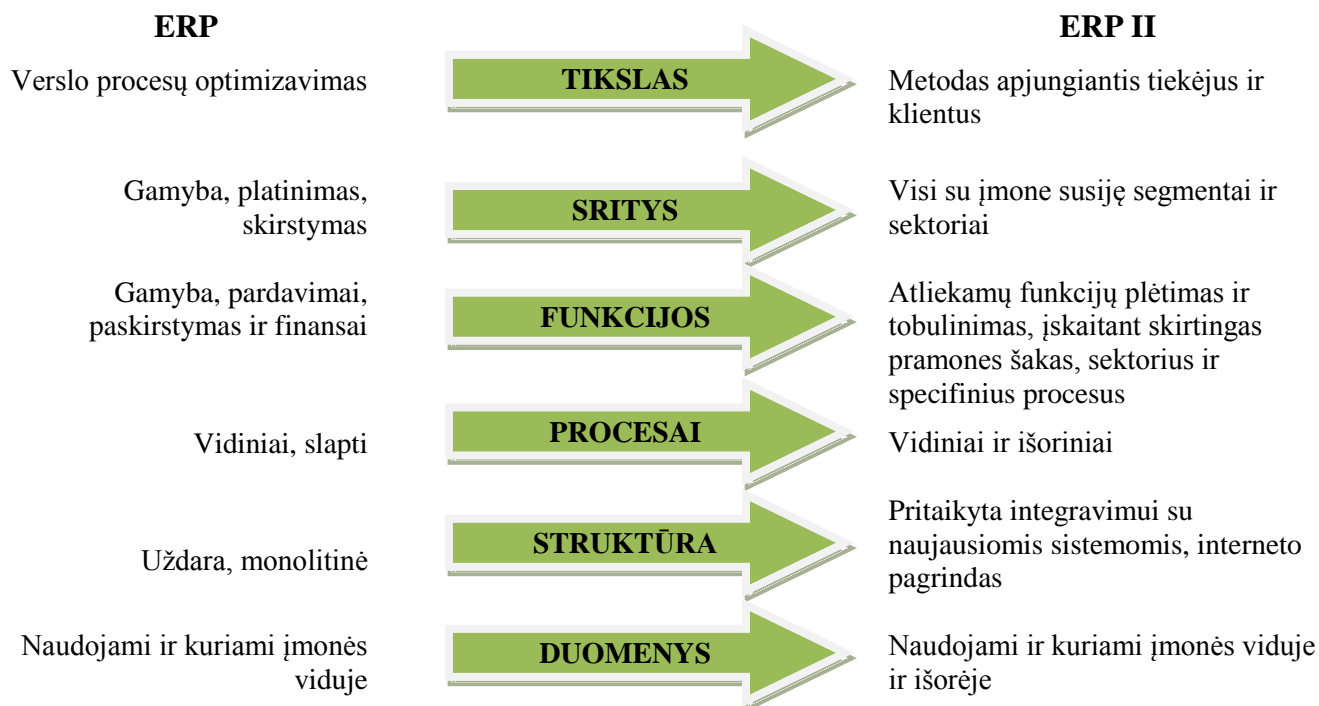 ERP
ERP II
Verslo procesų optimizavimas
TIKSLAS
Metodas apjungiantis tiekėjus ir
klientus
Gamyba, platinimas,
skirstymas
SRITYS
Visi su įmone susiję segmentai ir
sektoriai
Gamyba, pardavimai,
paskirstymas ir finansai
FUNKCIJOS
Atliekamų funkcijų plėtimas ir
tobulinimas, įskaitant skirtingas
pramones šakas, sektorius ir
specifinius procesus
Vidiniai, slapti
PROCESAI
Vidiniai ir išoriniai
Uždara, monolitinė
STRUKTŪRA
Pritaikyta integravimui su
naujausiomis sistemomis, interneto
pagrindas
Naudojami ir kuriami įmonės
viduje
DUOMENYS
Naudojami ir kuriami įmonės viduje
ir išorėje